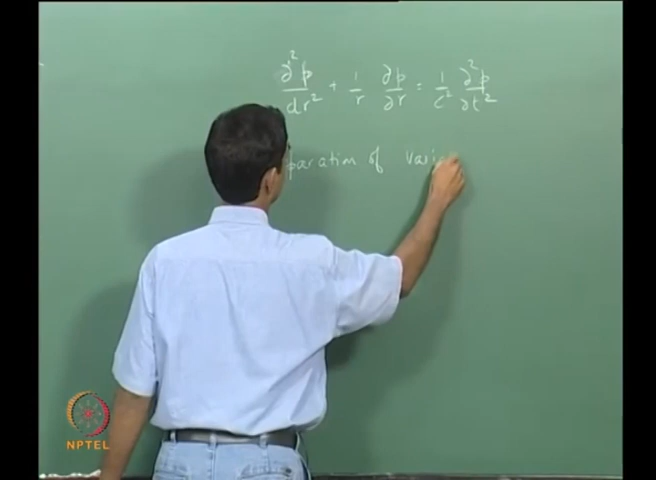 ∂²p/dr² + 1/r ∂p/∂r = 1/c² ∂²p/∂t²
paration of vari
NPTEL